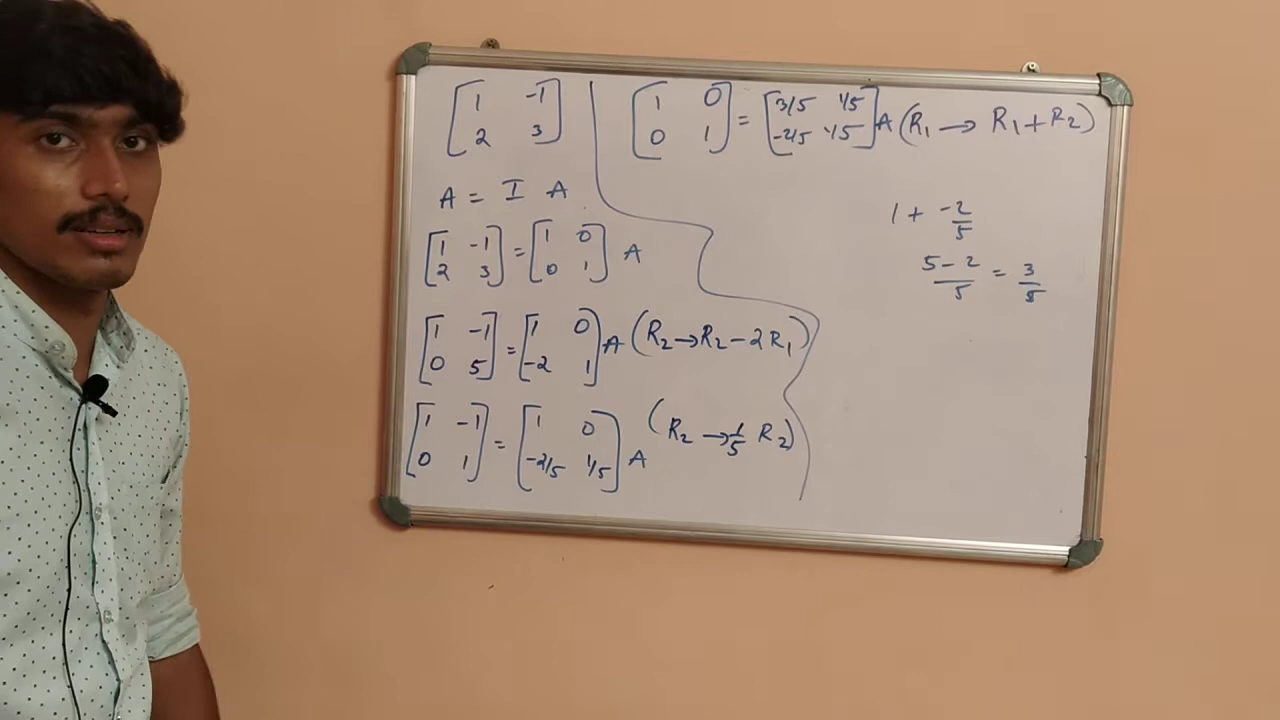 [1 -1
2 3]
A = I A
[1 -1
2 3] = [1 0
0 1] A
[1 -1
0 5] = [1 0
-2 1] A (R₂ → R₂ - 2R₁)
[1 -1
0 1] = [1 0
-2/5 1/5] A (R₂ → 1/5 R₂)
[1 0
0 1] = [3/5 1/5
-2/5 1/5] A (R₁ → R₁ + R₂)
1 + -2/5
5-2/5 = 3/5